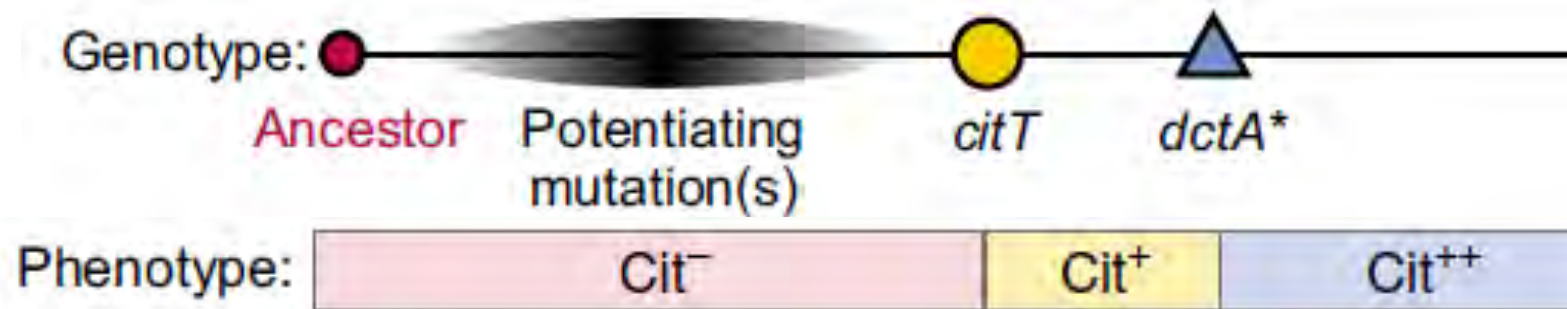 Genotype:
Ancestor Potentiating citT dctA*
mutation(s)
Phenotype: Cit⁻ Cit⁺ Cit⁺⁺